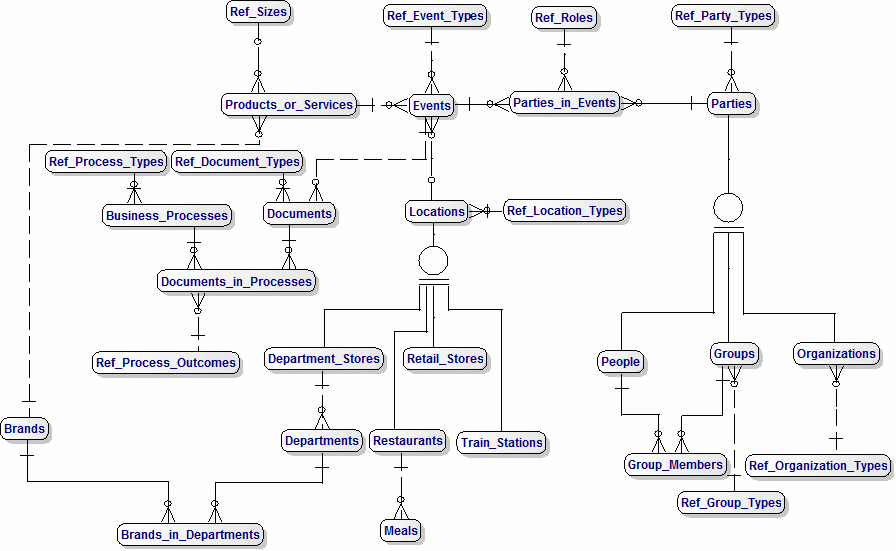 Ref_Sizes
Ref_Event_Types
Ref_Roles
Ref_Party_Types
Products_or_Services
Events
Parties_in_Events
Parties
Ref_Process_Types
Ref_Document_Types
Business_Processes
Documents
Locations
Ref_Location_Types
Documents_in_Processes
Ref_Process_Outcomes
Department_Stores
Retail_Stores
People
Groups
Organizations
Brands
Departments
Restaurants
Train_Stations
Group_Members
Ref_Organization_Types
Ref_Group_Types
Brands_in_Departments
Meals